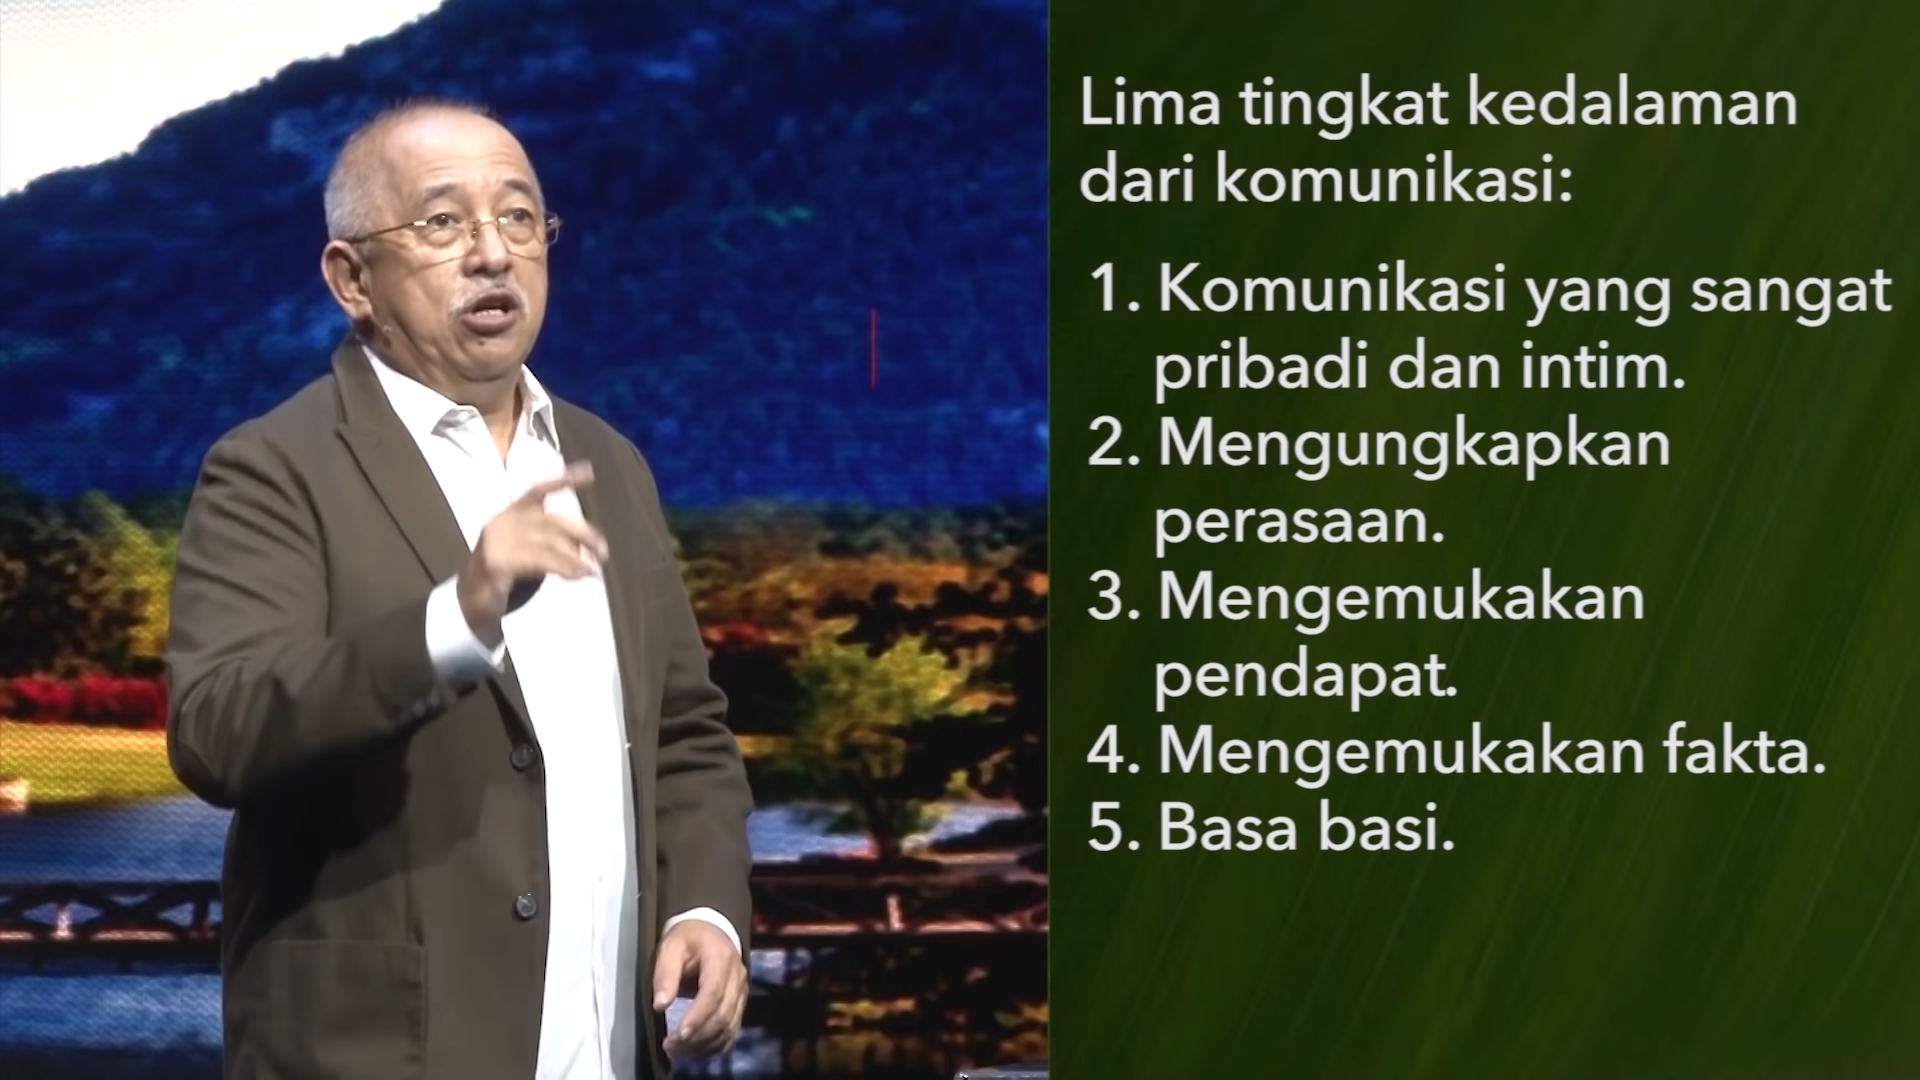 Lima tingkat kedalaman
dari komunikasi:
1. Komunikasi yang sangat
pribadi dan intim.
2. Mengungkapkan
perasaan.
3. Mengemukakan
pendapat.
4. Mengemukakan fakta.
5. Basa basi.